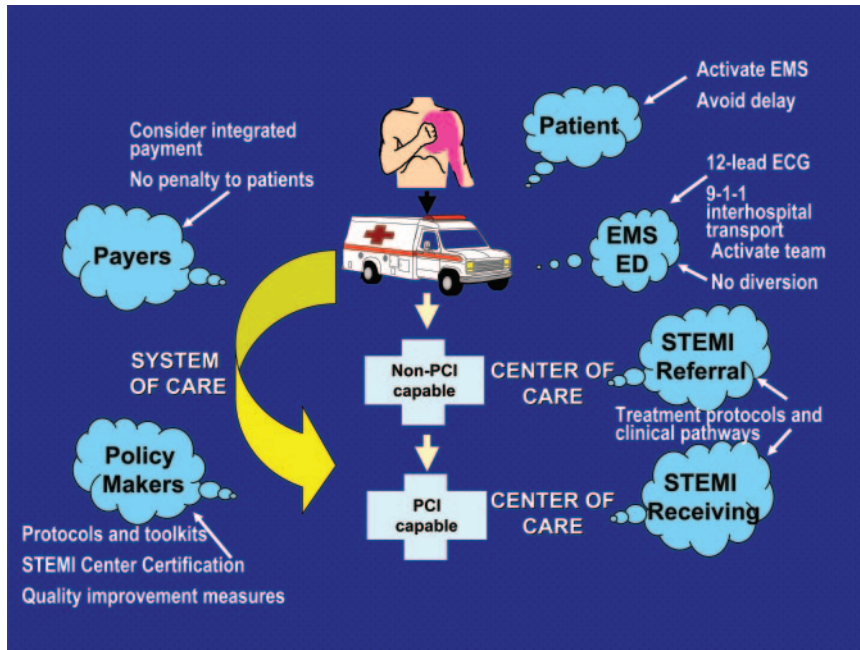 Activate EMS
Avoid delay
Patient
Consider integrated
payment
No penalty to patients
Payers
12-lead ECG
9-1-1
interhospital
transport
Activate team
No diversion
EMS
ED
SYSTEM
OF CARE
Non-PCI
capable
CENTER OF
CARE
STEMI
Referral
Treatment protocols and
clinical pathways
Policy
Makers
PCI
capable
CENTER OF
CARE
STEMI
Receiving
Protocols and toolkits
STEMI Center Certification
Quality improvement measures